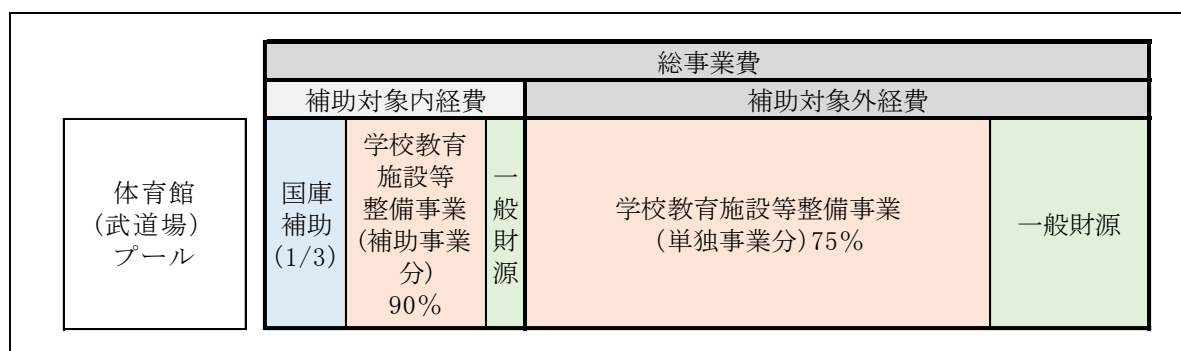 総事業費
補助対象内経費
補助対象外経費
体育館
(武道場)
プール
国庫
補助
(1/3)
学校教育
施設等
整備事業
(補助事業
分)
90%
一
般
財
源
学校教育施設等整備事業
(単独事業分)75%
一般財源